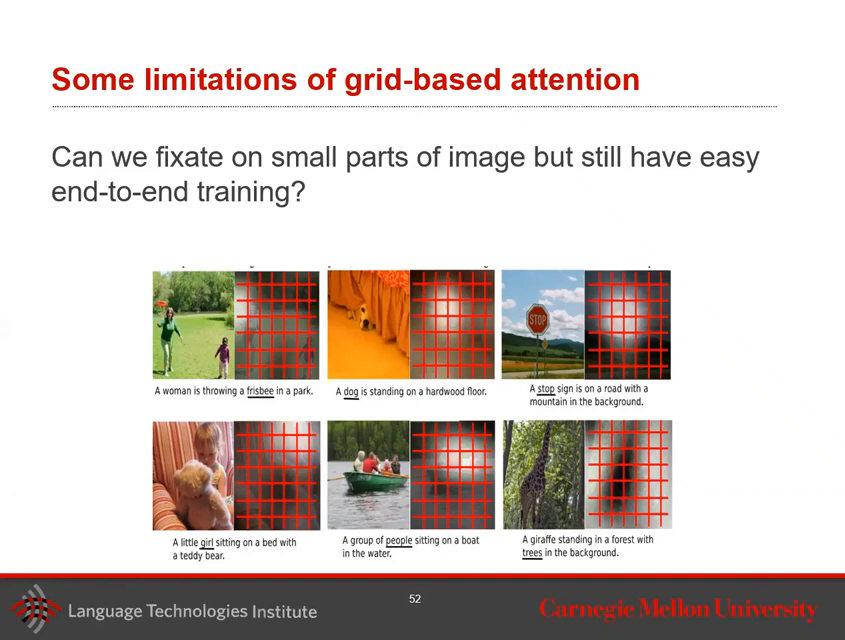 Some limitations of grid-based attention
Can we fixate on small parts of image but still have easy
end-to-end training?
STOP
A woman is throwing a frisbee in a park.
A dog is standing on a hardwood floor.
A stop sign is on a road with a
mountain in the background.
A little girl sitting on a bed with
a teddy bear.
A group of people sitting on a boat
in the water.
A giraffe standing in a forest with
trees in the background.
Language Technologies Institute
52
Carnegie Mellon University